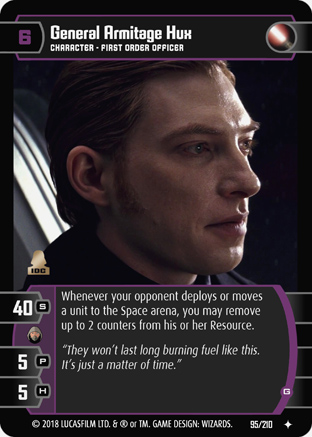 6
General Armitage Hux
CHARACTER - FIRST ORDER OFFICER
IDC
40 S
Whenever your opponent deploys or moves
a unit to the Space arena, you may remove
up to 2 counters from his or her Resource.
5 P
“They won’t last long burning fuel like this.
It’s just a matter of time.”
5 H
G
© 2018 LUCASFILM LTD. & ® or TM. GAME DESIGN: WIZARDS.
95/210